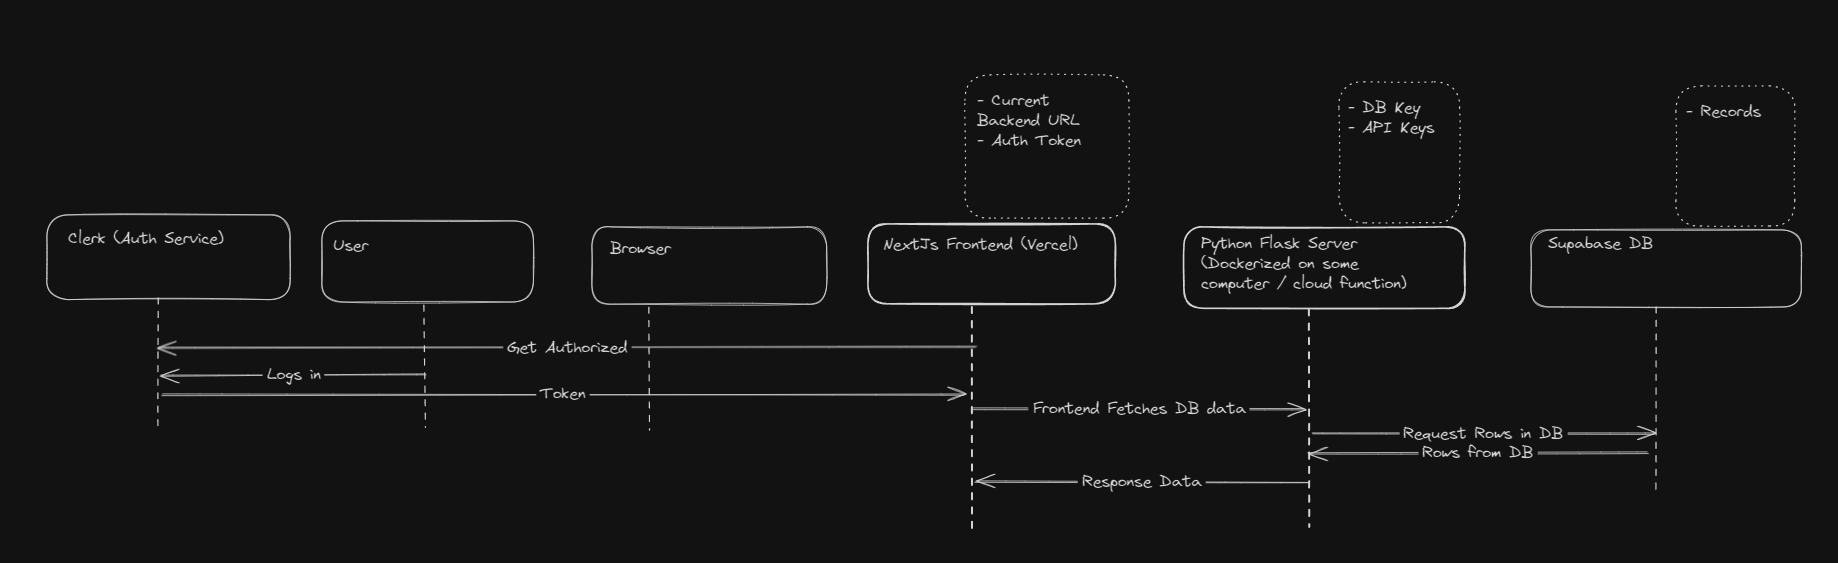 - Current
Backend URL
- Auth Token
- DB Key
- API Keys
- Records
Clerk (Auth Service)
User
Browser
NextJs Frontend (Vercel)
Python Flask Server
(Dockerized on some
computer / cloud function)
Supabase DB
Get Authorized
Logs in
Token
Frontend Fetches DB data
Request Rows in DB
Rows from DB
Response Data